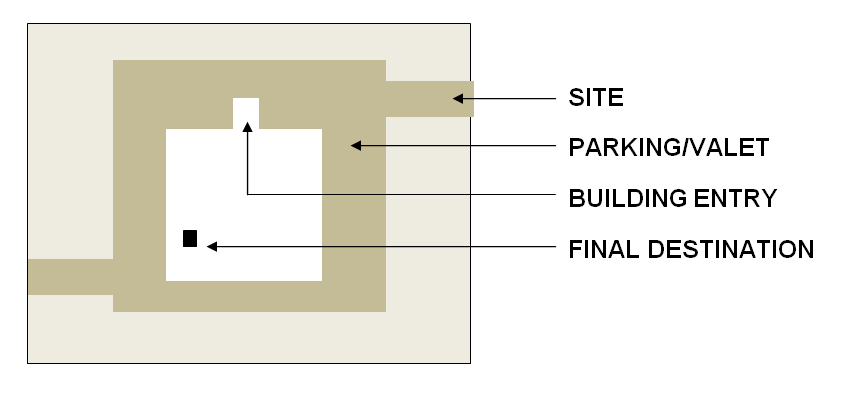 SITE
PARKING/VALET
BUILDING ENTRY
FINAL DESTINATION